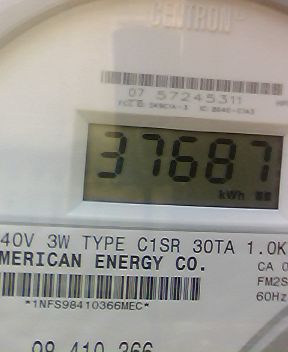 CENTRON
07 57245311
37687
kWh
40V 3W TYPE C1SR 30TA 1.0K
MERICAN ENERGY CO.
CA 0
FM2S
60Hz
*1NFS98410366MEC*
98 410 366